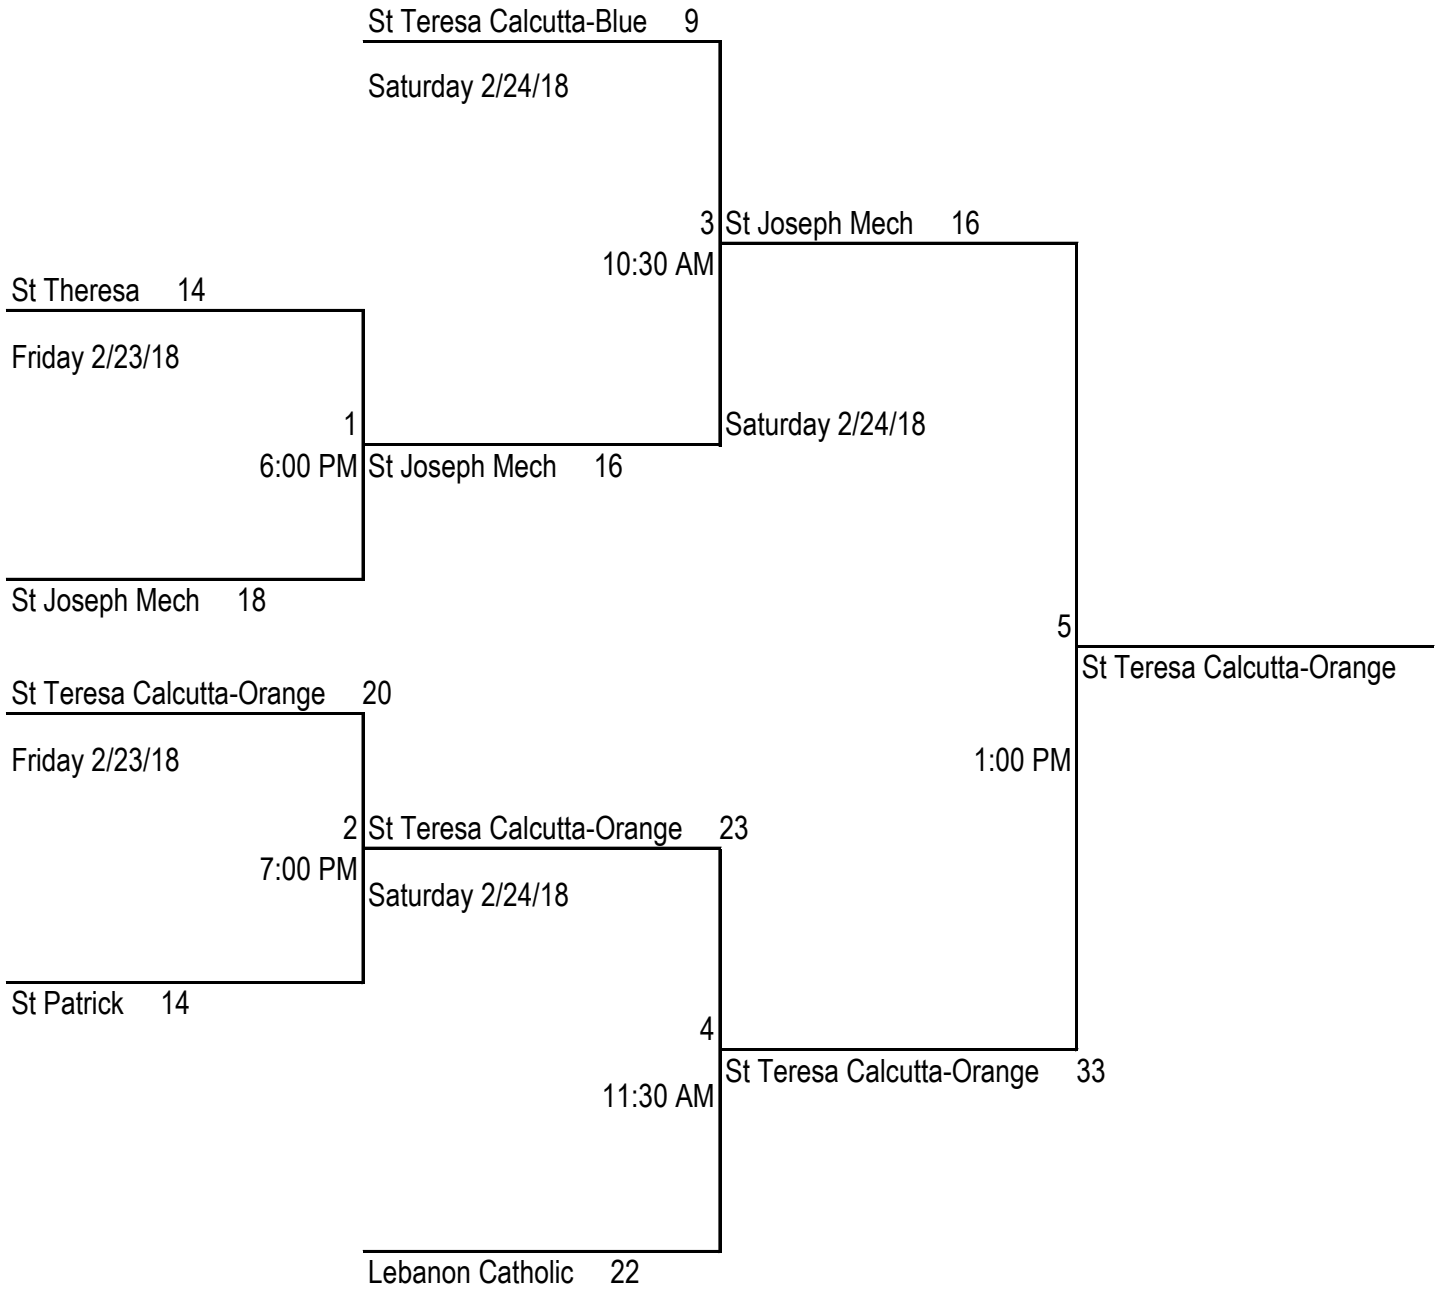 St Teresa Calcutta-Blue 9
Saturday 2/24/18
3 St Joseph Mech 16
10:30 AM
St Theresa 14
Friday 2/23/18
1
Saturday 2/24/18
6:00 PM St Joseph Mech 16
St Joseph Mech 18
5
St Teresa Calcutta-Orange
St Teresa Calcutta-Orange 20
Friday 2/23/18
1:00 PM
2 St Teresa Calcutta-Orange 23
7:00 PM
Saturday 2/24/18
St Patrick 14
4
St Teresa Calcutta-Orange 33
11:30 AM
Lebanon Catholic 22